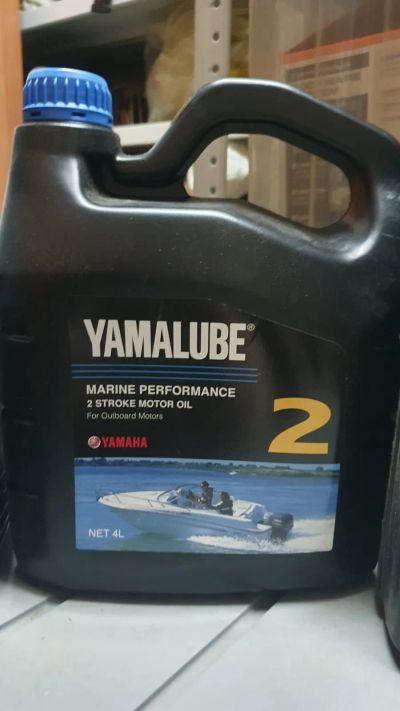 YAMALUBE®
MARINE PERFORMANCE
2 STROKE MOTOR OIL
For Outboard Motors
2
YAMAHA
NET 4L